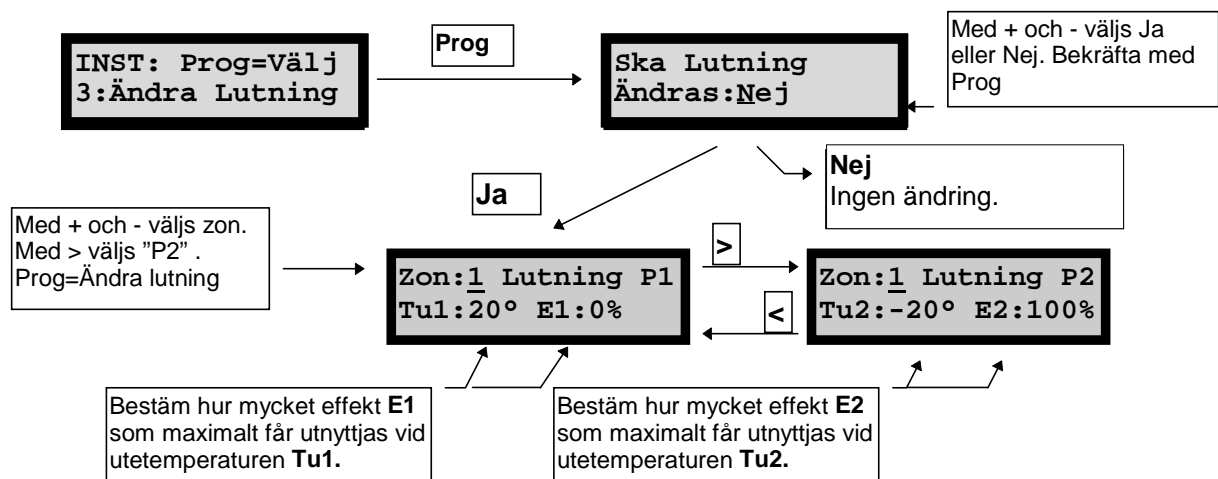 INST: Prog=Välj
3:Ändra Lutning
Prog
Ska Lutning
Ändras:Nej
Med + och - väljs Ja
eller Nej. Bekräfta med
Prog
Nej
Ingen ändring.
Ja
Med + och - väljs zon.
Med > väljs ”P2” .
Prog=Ändra lutning
Zon:1 Lutning P1
Tu1:20° E1:0%
>
<
Zon:1 Lutning P2
Tu2:-20° E2:100%
Bestäm hur mycket effekt E1
som maximalt får utnyttjas vid
utetemperaturen Tu1.
Bestäm hur mycket effekt E2
som maximalt får utnyttjas vid
utetemperaturen Tu2.